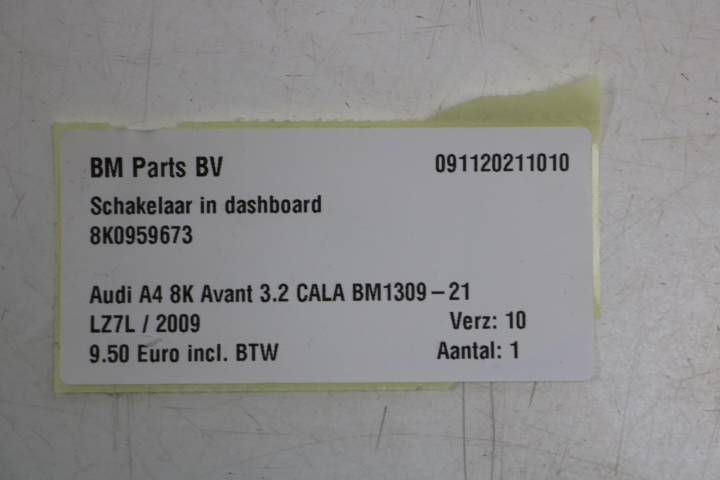 BM Parts BV 091120211010
Schakelaar in dashboard
8K0959673
Audi A4 8K Avant 3.2 CALA BM1309-21
LZ7L / 2009 Verz: 10
9.50 Euro incl. BTW Aantal: 1